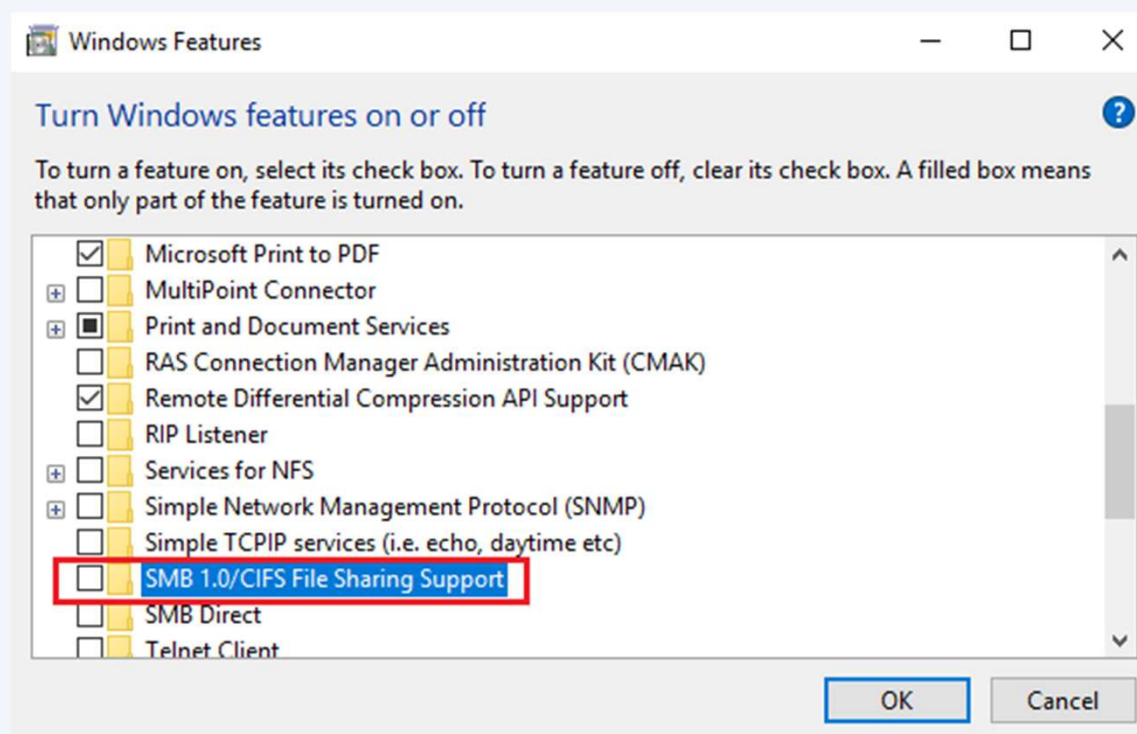 Windows Features
Turn Windows features on or off
?
To turn a feature on, select its check box. To turn a feature off, clear its check box. A filled box means
that only part of the feature is turned on.
Microsoft Print to PDF
MultiPoint Connector
Print and Document Services
RAS Connection Manager Administration Kit (CMAK)
Remote Differential Compression API Support
RIP Listener
Services for NFS
Simple Network Management Protocol (SNMP)
Simple TCPIP services (i.e. echo, daytime etc)
SMB 1.0/CIFS File Sharing Support
SMB Direct
Telnet Client
OK Cancel